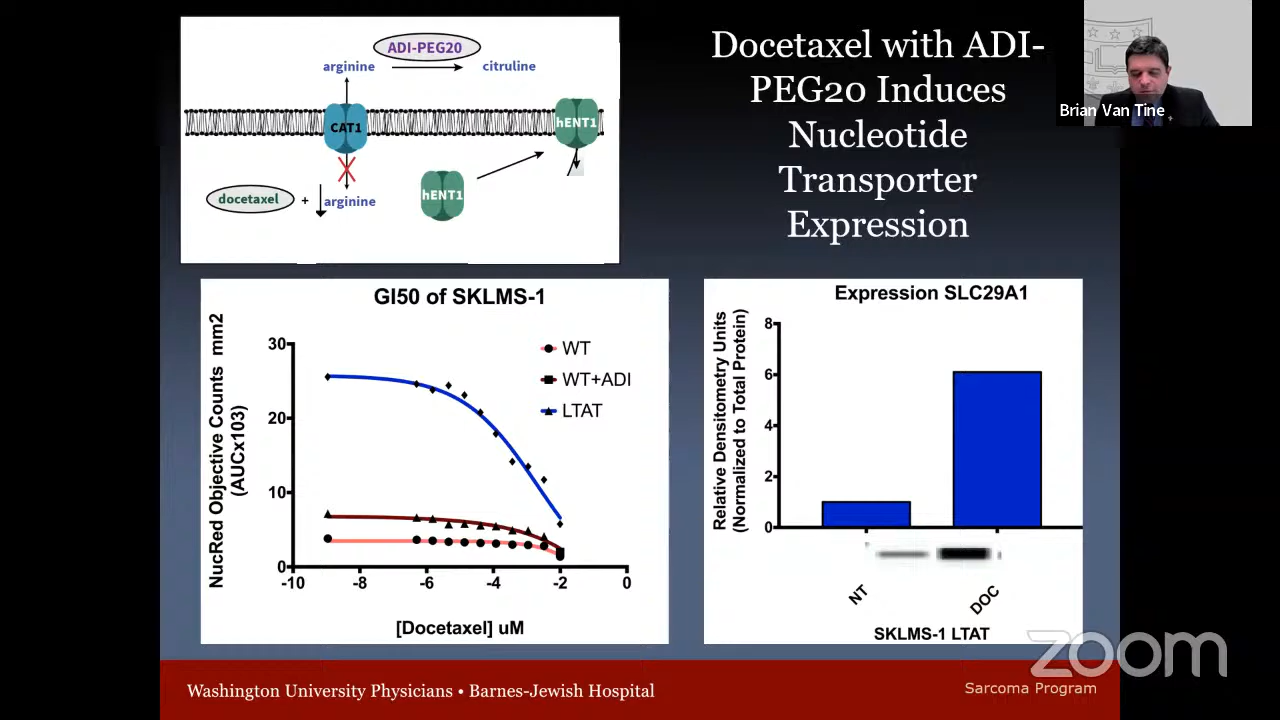 ADI-PEG20
arginine
citruline
CAT1
hENT1
docetaxel
+
arginine
hENT1
Docetaxel with ADI-
PEG20 Induces
Nucleotide
Transporter
Expression
Brian Van Tine
GI50 of SKLMS-1
NucRed Objective Counts mm2
(AUCx103)
30
20
10
0
-10 -8 -6 -4 -2 0
[Docetaxel] uM
WT
WT+ADI
LTAT
Expression SLC29A1
Relative Densitometry Units
(Normalized to Total Protein)
8
6
4
2
0
NT
DOC
SKLMS-1 LTAT
zoom
Washington University Physicians • Barnes-Jewish Hospital
Sarcoma Program